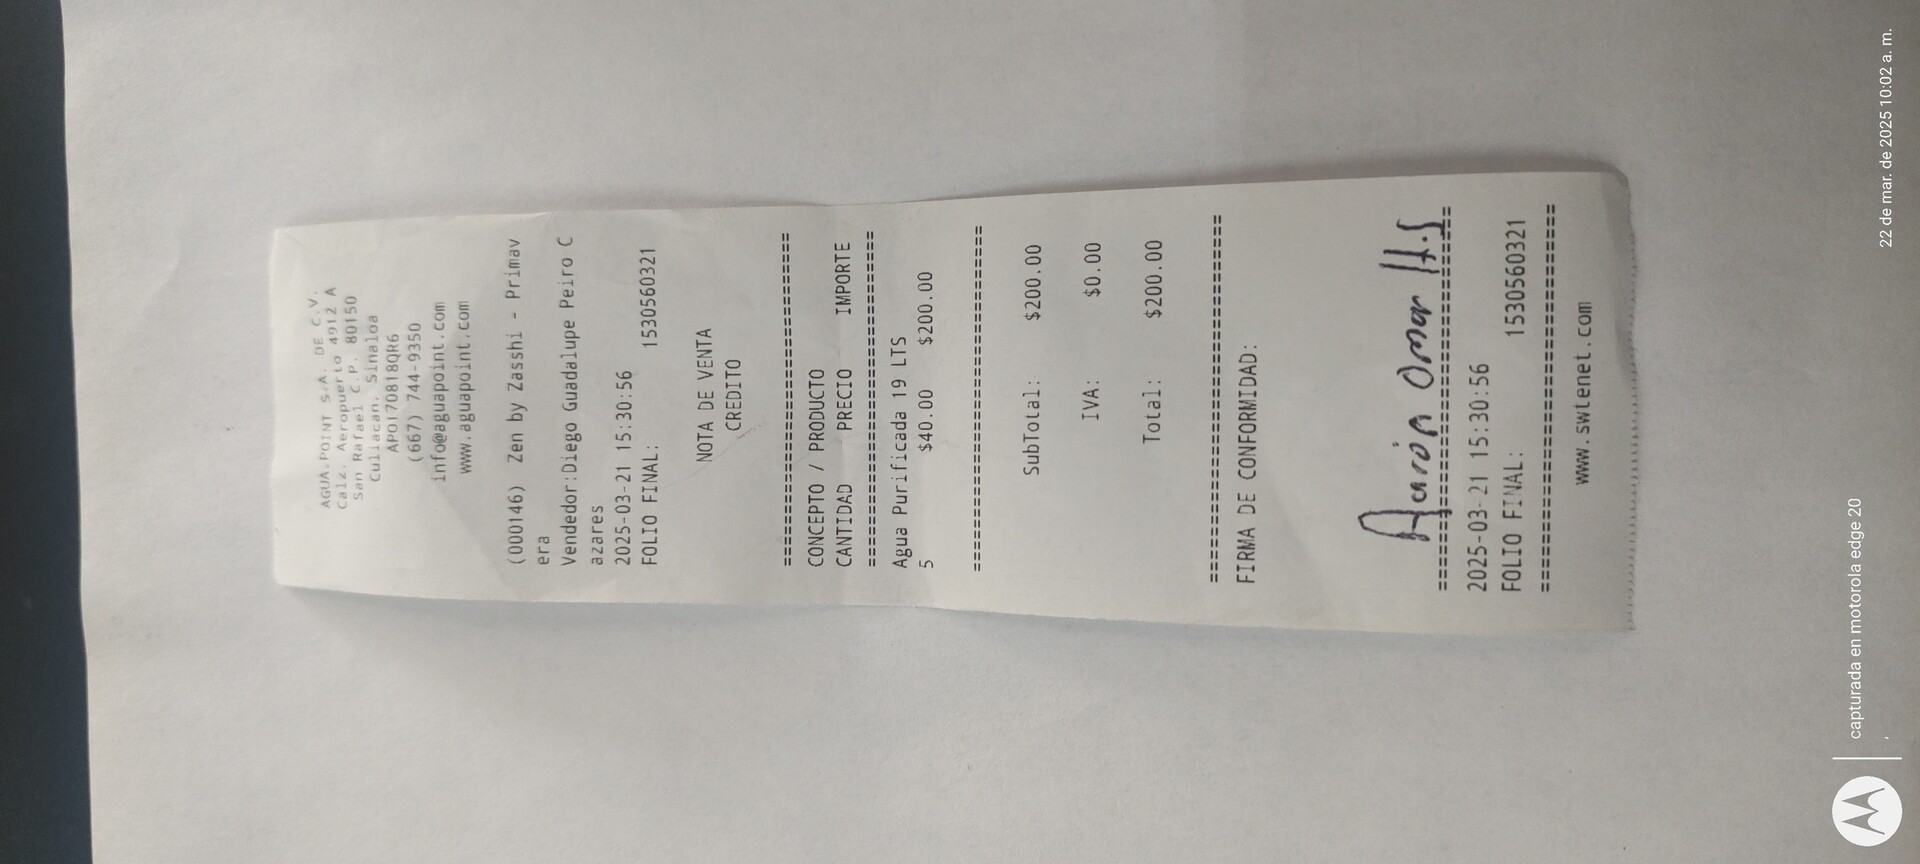 AGUA POINT S.A. DE C.V.
Calz. Aeropuerto 4912 A
San Rafael C.P. 80150
Culiacan, Sinaloa
APO170818QR6
(667) 744-9350
info@aguapoint.com
www.aguapoint.com
(000146) Zen by Zasshi - Primav
era
Vendedor:Diego Guadalupe Peiro C
azares
2025-03-21 15:30:56
FOLIO FINAL: 1530560321
NOTA DE VENTA
CREDITO
================================
CONCEPTO / PRODUCTO
CANTIDAD PRECIO IMPORTE
================================
Agua Purificada 19 LTS
5 $40.00 $200.00
================================
SubTotal: $200.00
IVA: $0.00
Total: $200.00
================================
FIRMA DE CONFORMIDAD:
Omar H.S
================================
2025-03-21 15:30:56
FOLIO FINAL: 1530560321
================================
www.swtenet.com
capturada en motorola edge 20
22 de mar. de 2025 10:02 a. m.